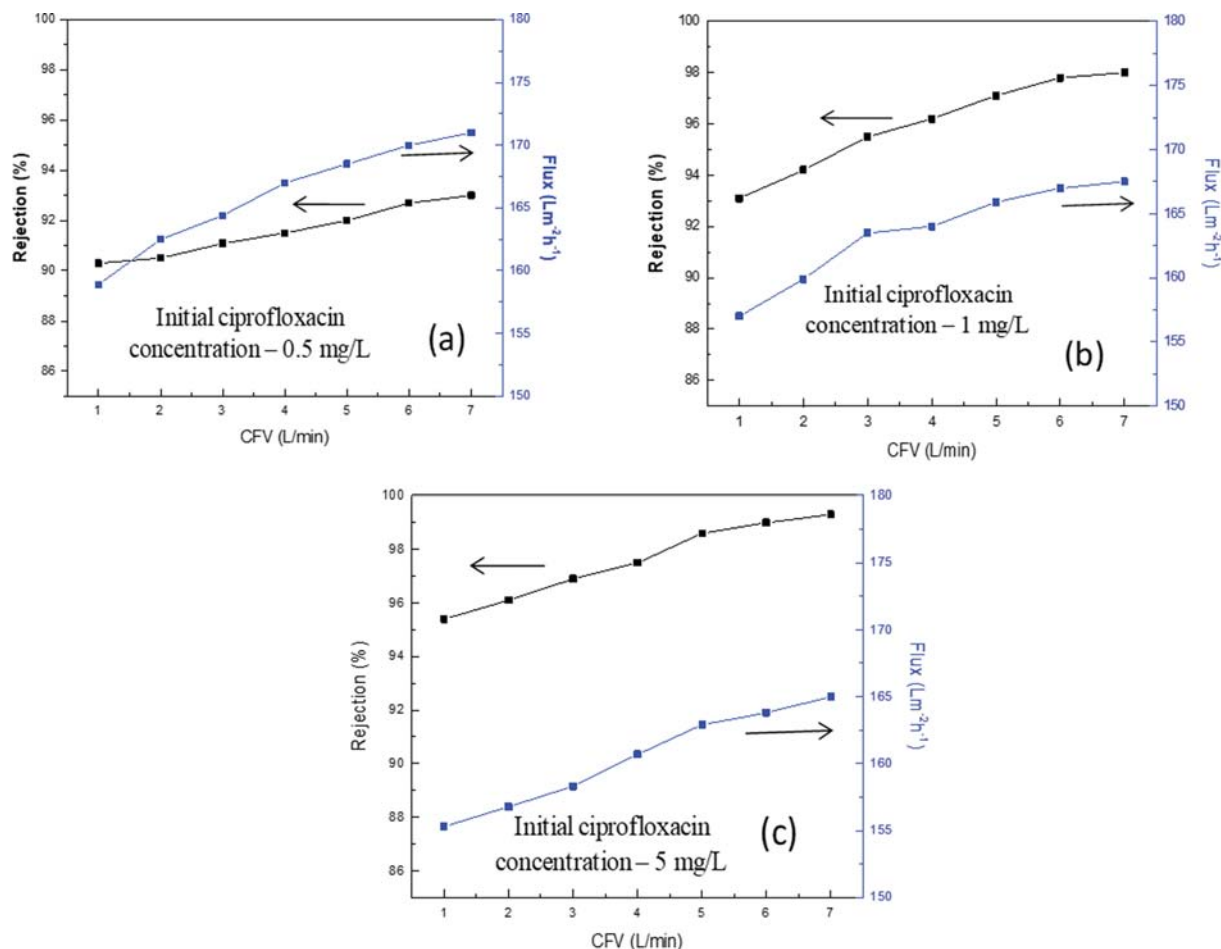 100
98
96
94
92
90
88
86
Rejection (%)
180
175
170
165
160
155
150
Flux (Lm⁻²h⁻¹)
Initial ciprofloxacin
concentration – 0.5 mg/L
(a)
1 2 3 4 5 6 7
CFV (L/min)
100
98
96
94
92
90
88
86
Rejection (%)
180
175
170
165
160
155
150
Flux (Lm⁻²h⁻¹)
Initial ciprofloxacin
concentration – 1 mg/L
(b)
1 2 3 4 5 6 7
CFV (L/min)
100
98
96
94
92
90
88
86
Rejection (%)
180
175
170
165
160
155
150
Flux (Lm⁻²h⁻¹)
Initial ciprofloxacin
concentration – 5 mg/L
(c)
1 2 3 4 5 6 7
CFV (L/min)